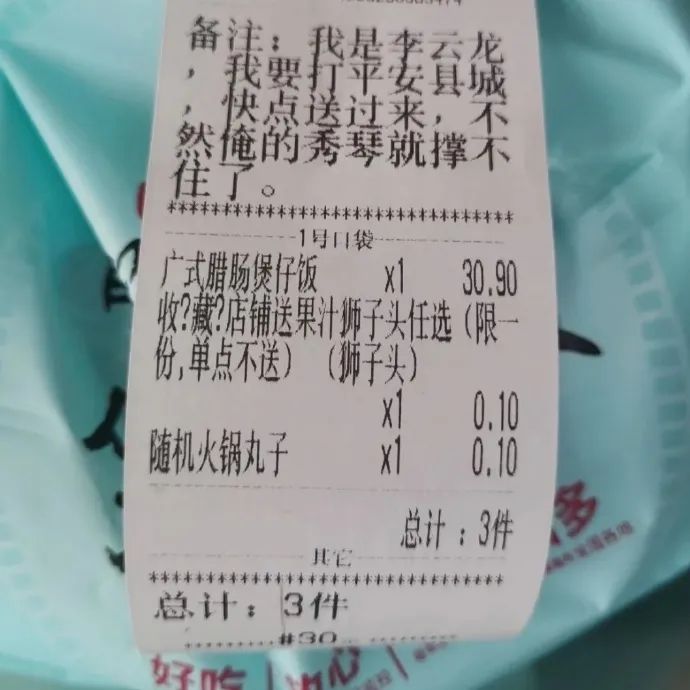 备注：我是李云龙
，我要打平安县城
，快点送过来，不
然俺的秀琴就撑不
住了。
***********************************
1号口袋
广式腊肠煲仔饭 x1 30.90
收?藏?店铺送果汁狮子头任选（限一
份,单点不送）（狮子头）
x1 0.10
随机火锅丸子 x1 0.10
总计：3件
其它
***********************************
总计：3件
#30
好吃